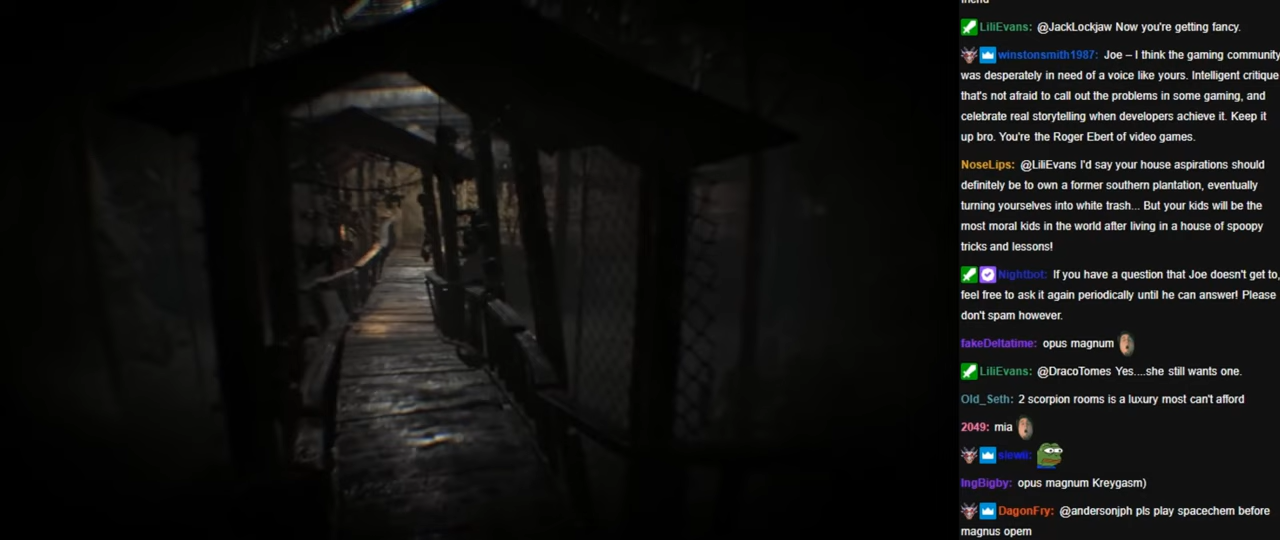 LiliEvans: @JackLockjaw Now you're getting fancy.
winstonsmith1987: Joe – I think the gaming community
was desperately in need of a voice like yours. Intelligent critique
that's not afraid to call out the problems in some gaming, and
celebrate real storytelling when developers achieve it. Keep it
up bro. You're the Roger Ebert of video games.
NoseLips: @LiliEvans I'd say your house aspirations should
definitely be to own a former southern plantation, eventually
turning yourselves into white trash... But your kids will be the
most moral kids in the world after living in a house of spoopy
tricks and lessons!
Nightbot: If you have a question that Joe doesn't get to,
feel free to ask it again periodically until he can answer! Please
don't spam however.
fakeDeltatime: opus magnum
LiliEvans: @DracoTomes Yes....she still wants one.
Old_Seth: 2 scorpion rooms is a luxury most can't afford
2049: mia
slewii:
IngBigby: opus magnum Kreygasm)
DagonFry: @andersonjph pls play spacechem before
magnus opem